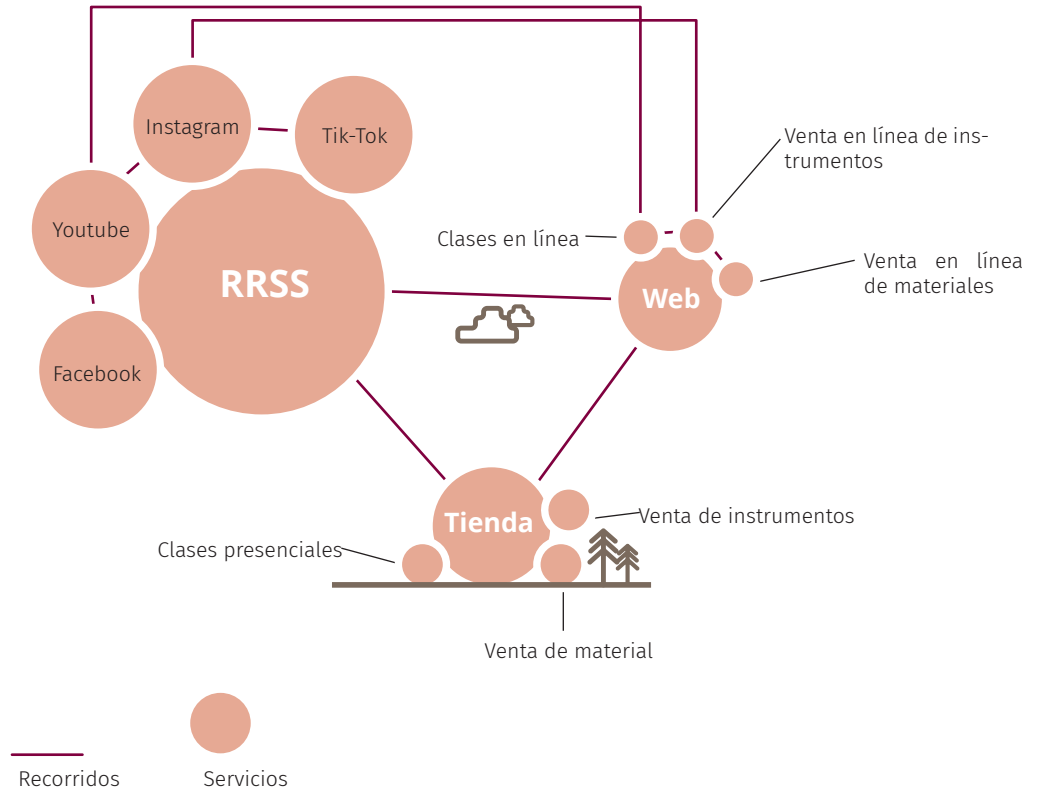 Instagram
Tik-Tok
Venta en línea de ins-
trumentos
Youtube
Clases en línea
Venta en línea
de materiales
RRSS
Web
Facebook
Tienda
Venta de instrumentos
Clases presenciales
Venta de material
Recorridos
Servicios